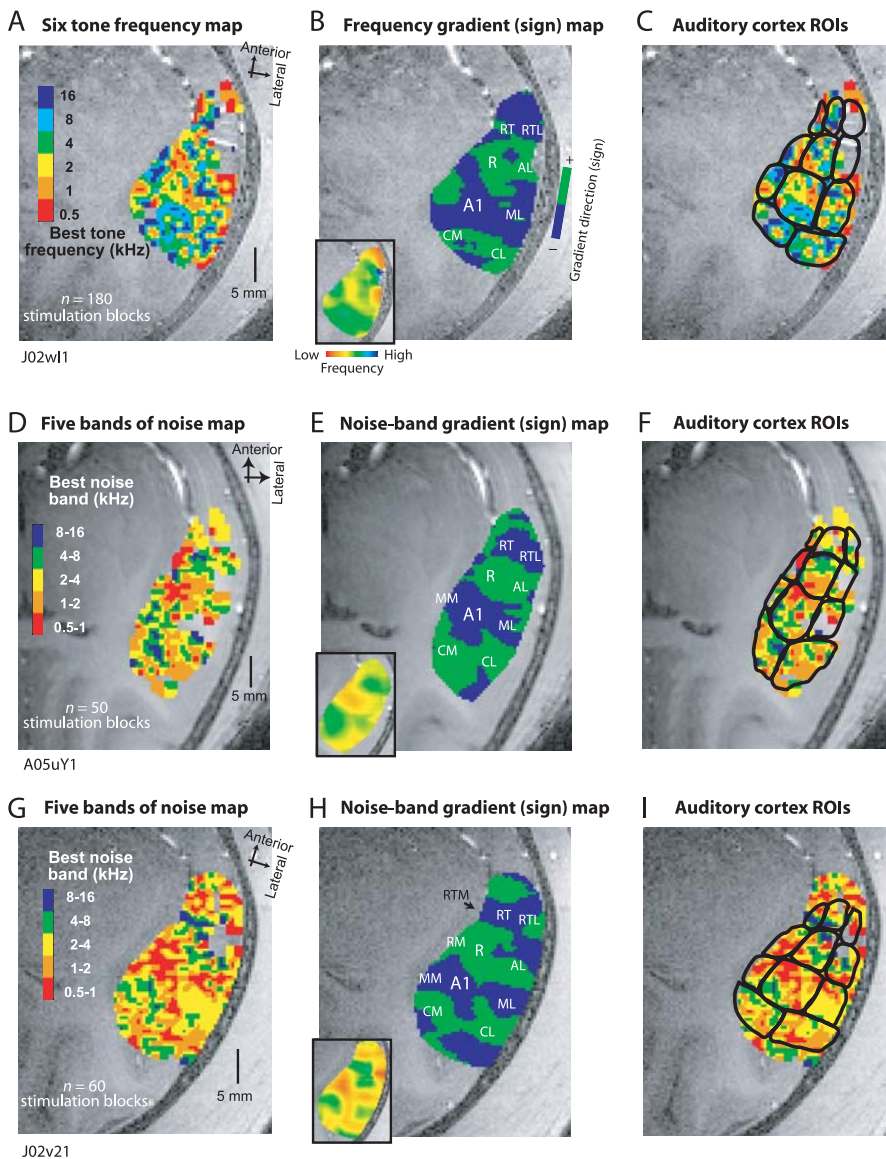 A Six tone frequency map
Anterior
Lateral
16
8
4
2
1
0.5
Best tone
frequency (kHz)
5 mm
n = 180
stimulation blocks
J02wl1
B Frequency gradient (sign) map
RT RTL
R
AL
A1
ML
CM
CL
+
Gradient direction (sign)
–
Low High
Frequency
C Auditory cortex ROIs
D Five bands of noise map
Anterior
Lateral
Best noise
band (kHz)
8-16
4-8
2-4
1-2
0.5-1
5 mm
n = 50
stimulation blocks
A05uY1
E Noise-band gradient (sign) map
RT
RTL
R
AL
MM
A1
ML
CM
CL
F Auditory cortex ROIs
G Five bands of noise map
Anterior
Lateral
Best noise
band (kHz)
8-16
4-8
2-4
1-2
0.5-1
5 mm
n = 60
stimulation blocks
J02v21
H Noise-band gradient (sign) map
RTM
RT RTL
RM
R
AL
MM
A1
ML
CM
CL
I Auditory cortex ROIs